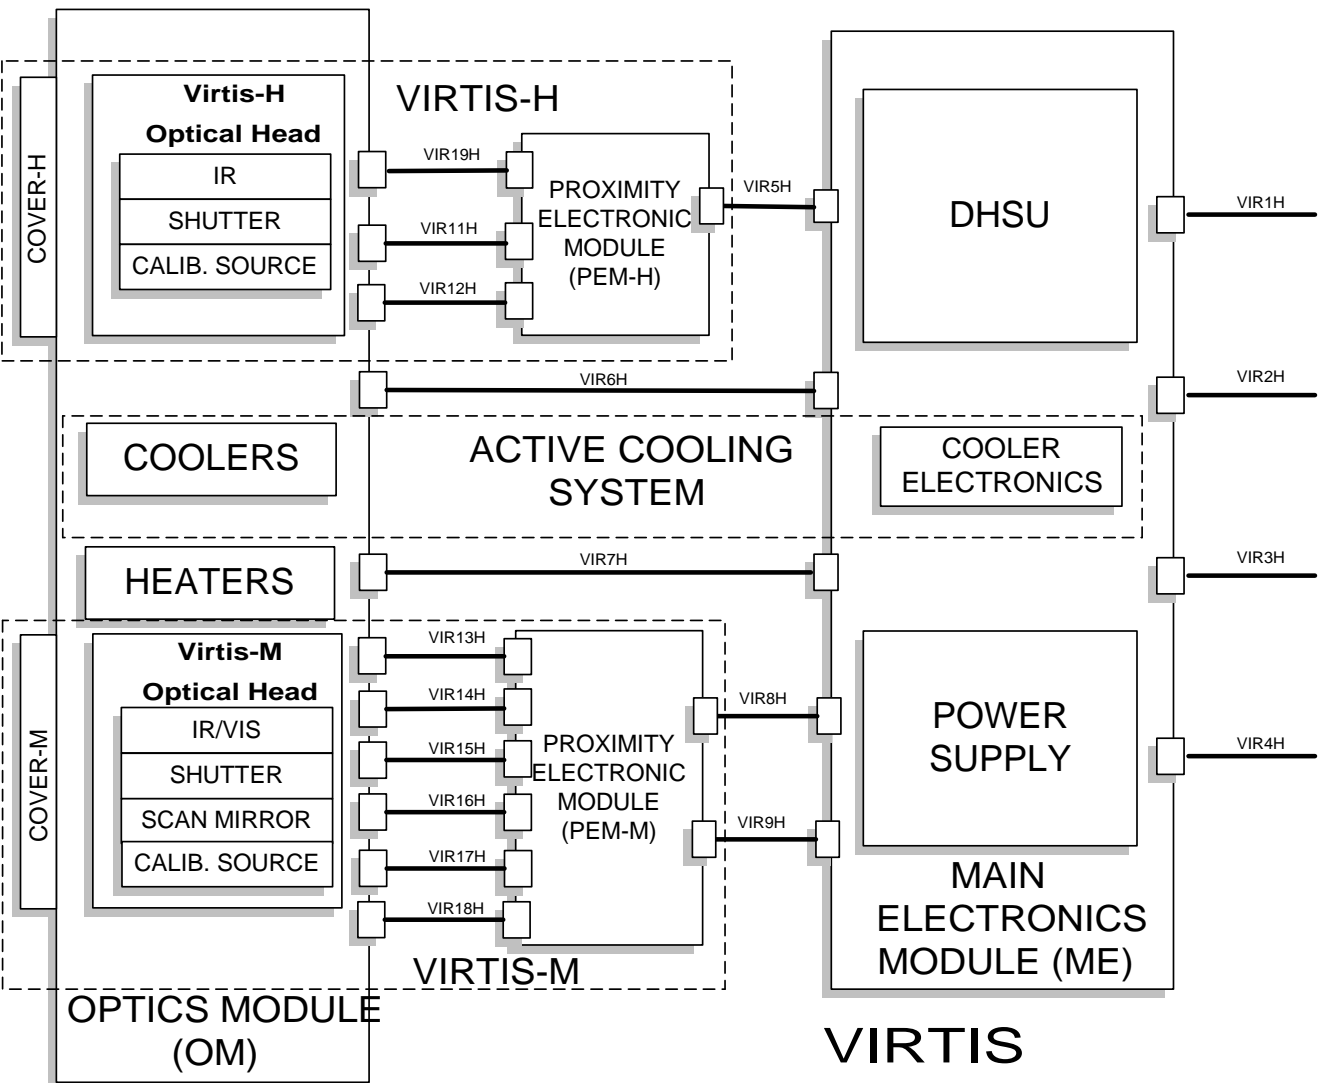 Virtis-H
Optical Head
IR
SHUTTER
CALIB. SOURCE
COVER-H
VIRTIS-H
VIR19H
VIR11H
VIR12H
PROXIMITY
ELECTRONIC
MODULE
(PEM-H)
VIR5H
DHSU
VIR1H
VIR6H
VIR2H
COOLERS
ACTIVE COOLING
SYSTEM
COOLER
ELECTRONICS
HEATERS
VIR7H
VIR3H
Virtis-M
Optical Head
IR/VIS
SHUTTER
SCAN MIRROR
CALIB. SOURCE
COVER-M
VIR13H
VIR14H
VIR15H
VIR16H
VIR17H
VIR18H
PROXIMITY
ELECTRONIC
MODULE
(PEM-M)
VIR8H
VIR9H
POWER
SUPPLY
VIR4H
MAIN
ELECTRONICS
MODULE (ME)
VIRTIS-M
OPTICS MODULE
(OM)
VIRTIS